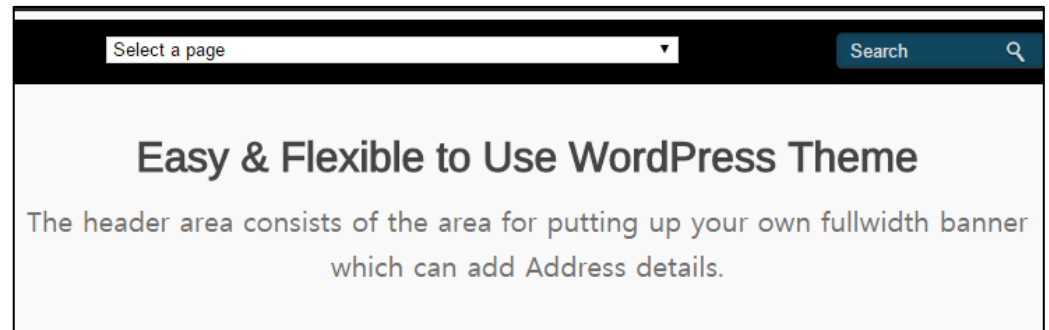 Select a page
Search
Easy & Flexible to Use WordPress Theme
The header area consists of the area for putting up your own fullwidth banner
which can add Address details.